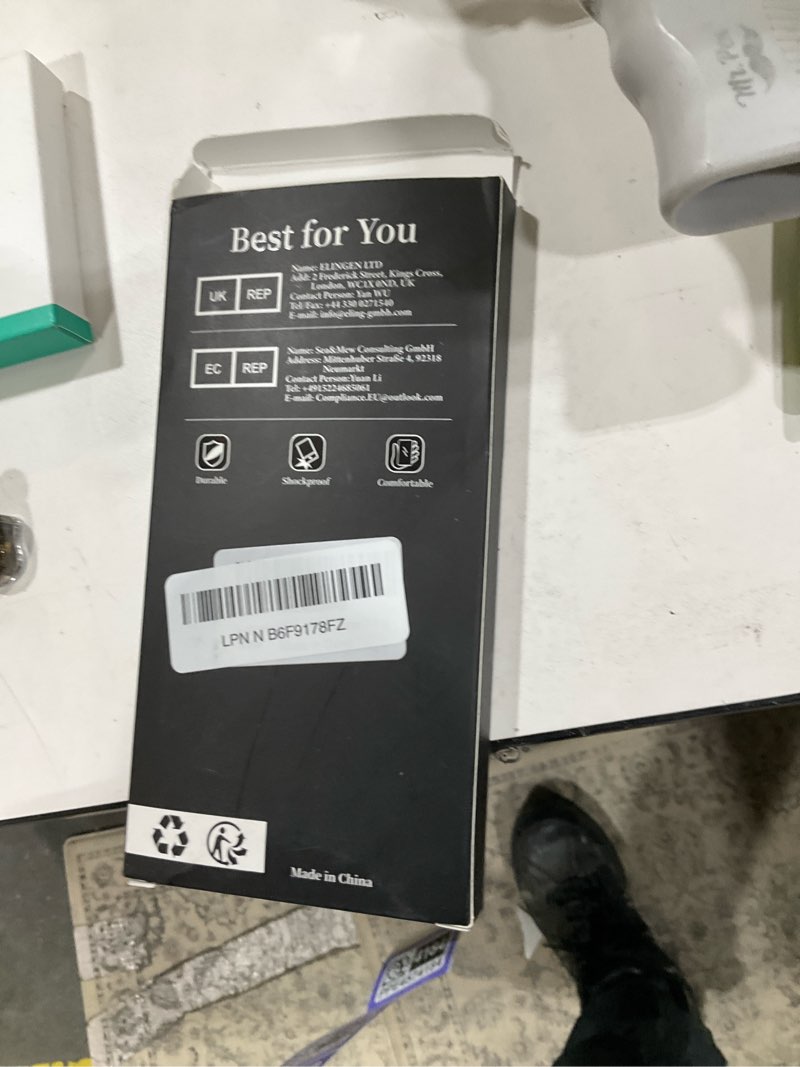 Best for You
UK REP
Name: ELINGEN LTD
Add: 2 Frederick Street, Kings Cross,
London, WC1X 0ND, UK
Contact Person: Yan WU
Tel/Fax: +44 330 0271540
E-mail: info@eling-gmbh.com
EC REP
Name: Sea&Mew Consulting GmbH
Address: Mittenhuber Straße 4, 92318
Neumarkt
Contact Person:Yuan Li
Tel: +4915224685061
E-mail: Compliance.EU@outlook.com
Durable
Shockproof
Comfortable
LPN N B6F9178FZ
Made in China